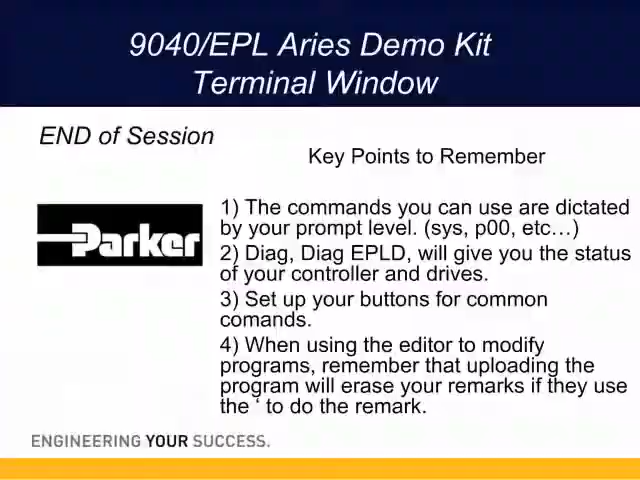 9040/EPL Aries Demo Kit
Terminal Window
END of Session
Key Points to Remember
Parker
1) The commands you can use are dictated
by your prompt level. (sys, p00, etc…)
2) Diag, Diag EPLD, will give you the status
of your controller and drives.
3) Set up your buttons for common
comands.
4) When using the editor to modify
programs, remember that uploading the
program will erase your remarks if they use
the ‘ to do the remark.
ENGINEERING YOUR SUCCESS.